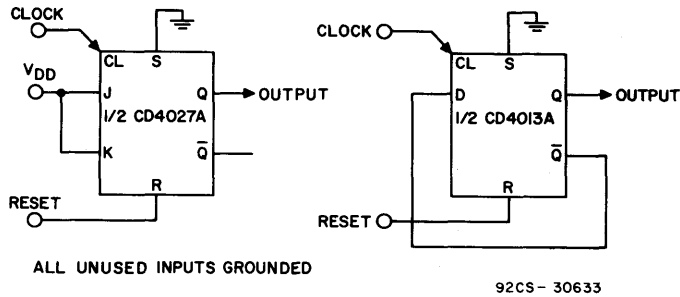 CLOCK
VDD
CL S
J Q OUTPUT
1/2 CD4027A
K Q̅
R
RESET
CLOCK
CL S
D Q OUTPUT
1/2 CD4013A
Q̅
R
RESET
ALL UNUSED INPUTS GROUNDED
92CS-30633